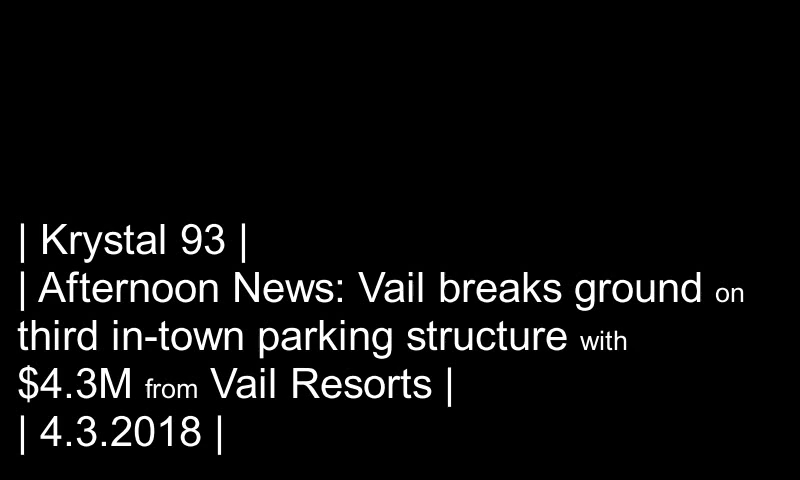 | Krystal 93 |
| Afternoon News: Vail breaks ground on
third in-town parking structure with
$4.3M from Vail Resorts |
| 4.3.2018 |